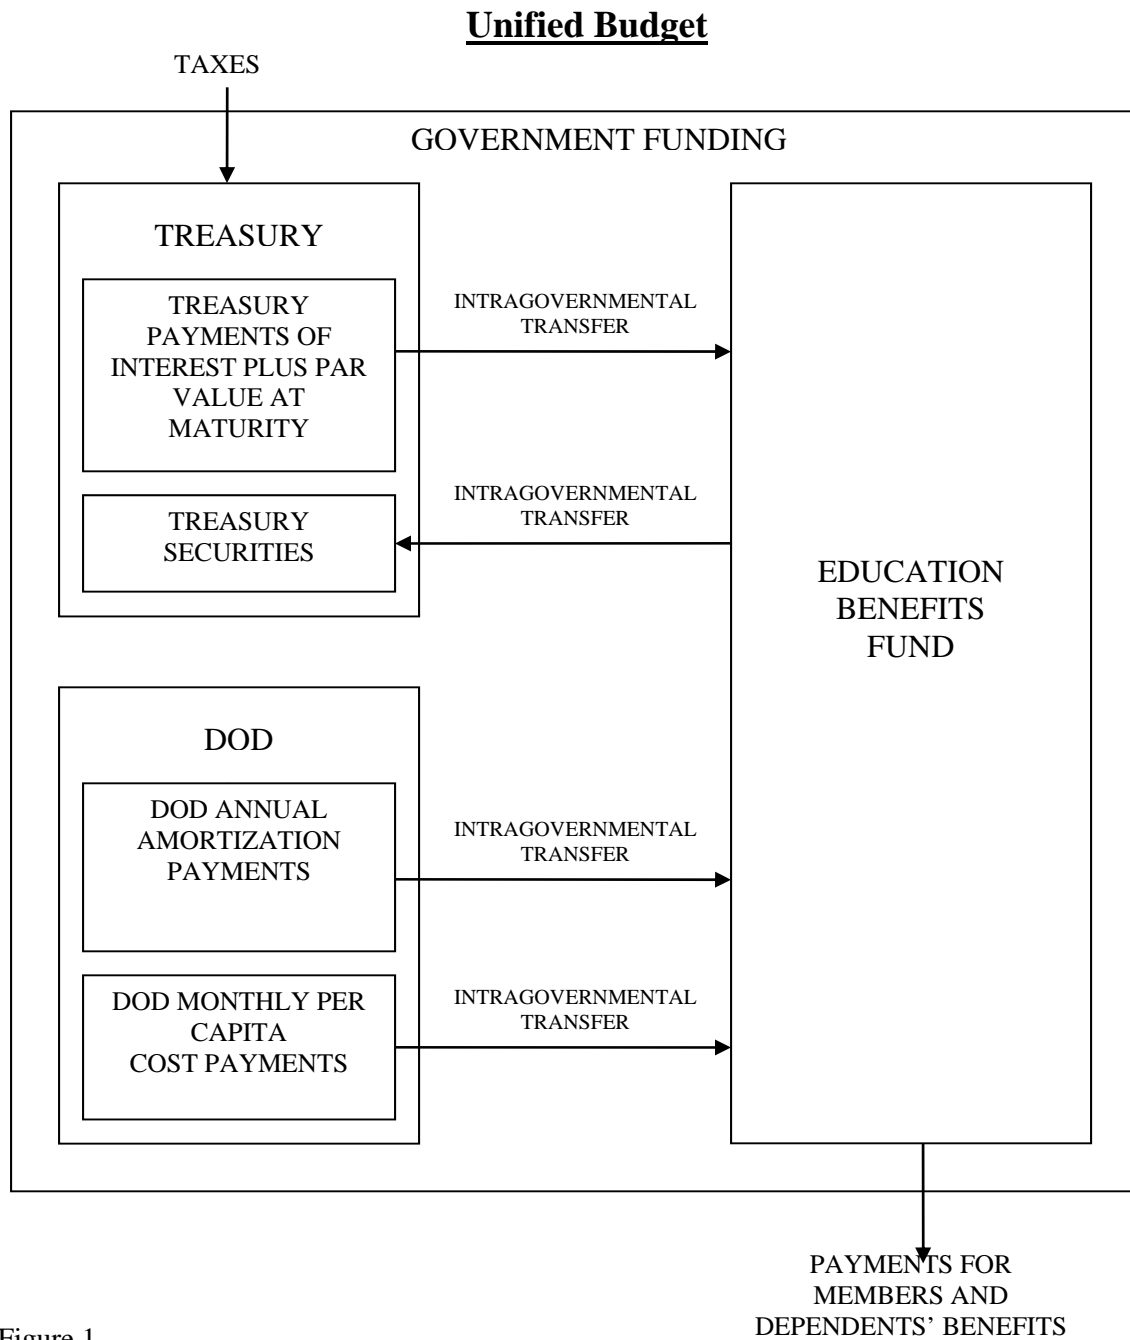 Unified Budget
TAXES
GOVERNMENT FUNDING
TREASURY
TREASURY
PAYMENTS OF
INTEREST PLUS PAR
VALUE AT
MATURITY
INTRAGOVERNMENTAL
TRANSFER
TREASURY
SECURITIES
INTRAGOVERNMENTAL
TRANSFER
EDUCATION
BENEFITS
FUND
DOD
DOD ANNUAL
AMORTIZATION
PAYMENTS
INTRAGOVERNMENTAL
TRANSFER
DOD MONTHLY PER
CAPITA
COST PAYMENTS
INTRAGOVERNMENTAL
TRANSFER
PAYMENTS FOR
MEMBERS AND
DEPENDENTS’ BENEFITS
Figure 1